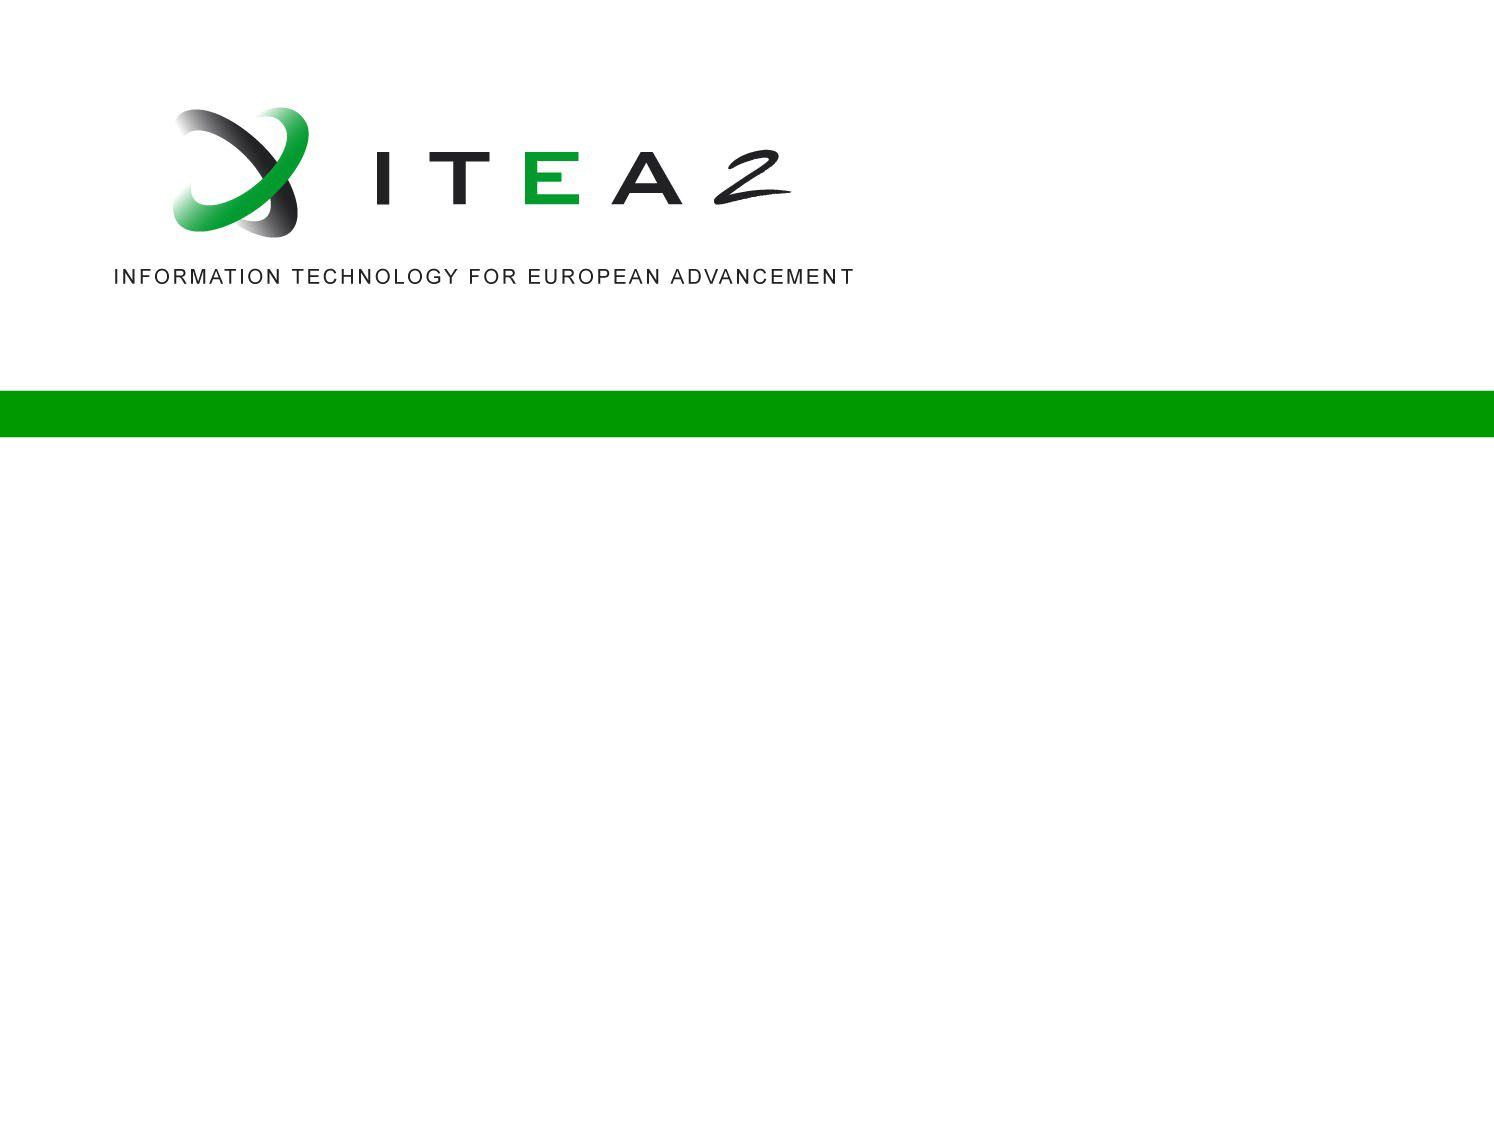 ITEA 2
INFORMATION TECHNOLOGY FOR EUROPEAN ADVANCEMENT